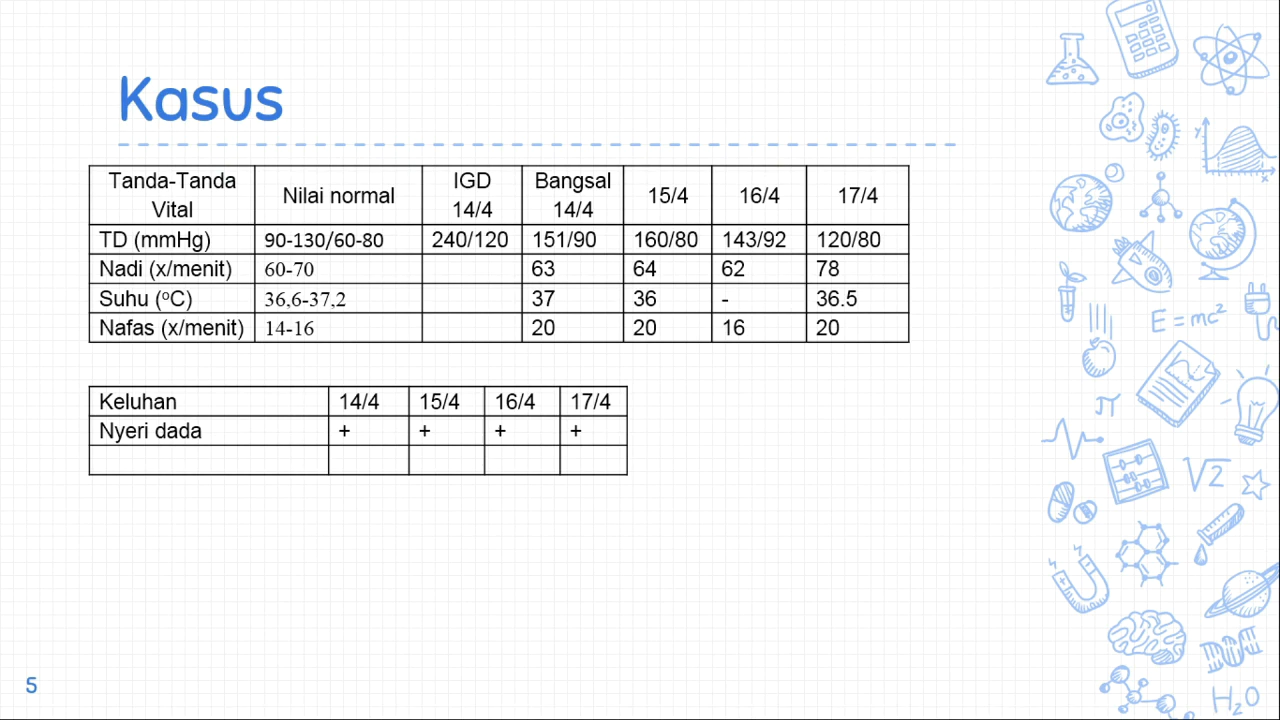 Kasus
Tanda-Tanda Vital | Nilai normal | IGD 14/4 | Bangsal 14/4 | 15/4 | 16/4 | 17/4
TD (mmHg) | 90-130/60-80 | 240/120 | 151/90 | 160/80 | 143/92 | 120/80
Nadi (x/menit) | 60-70 | | 63 | 64 | 62 | 78
Suhu (°C) | 36,6-37,2 | | 37 | 36 | - | 36.5
Nafas (x/menit) | 14-16 | | 20 | 20 | 16 | 20
Keluhan | 14/4 | 15/4 | 16/4 | 17/4
Nyeri dada | + | + | + | +
5
y
x
E = mc²
π
√2
H₂O